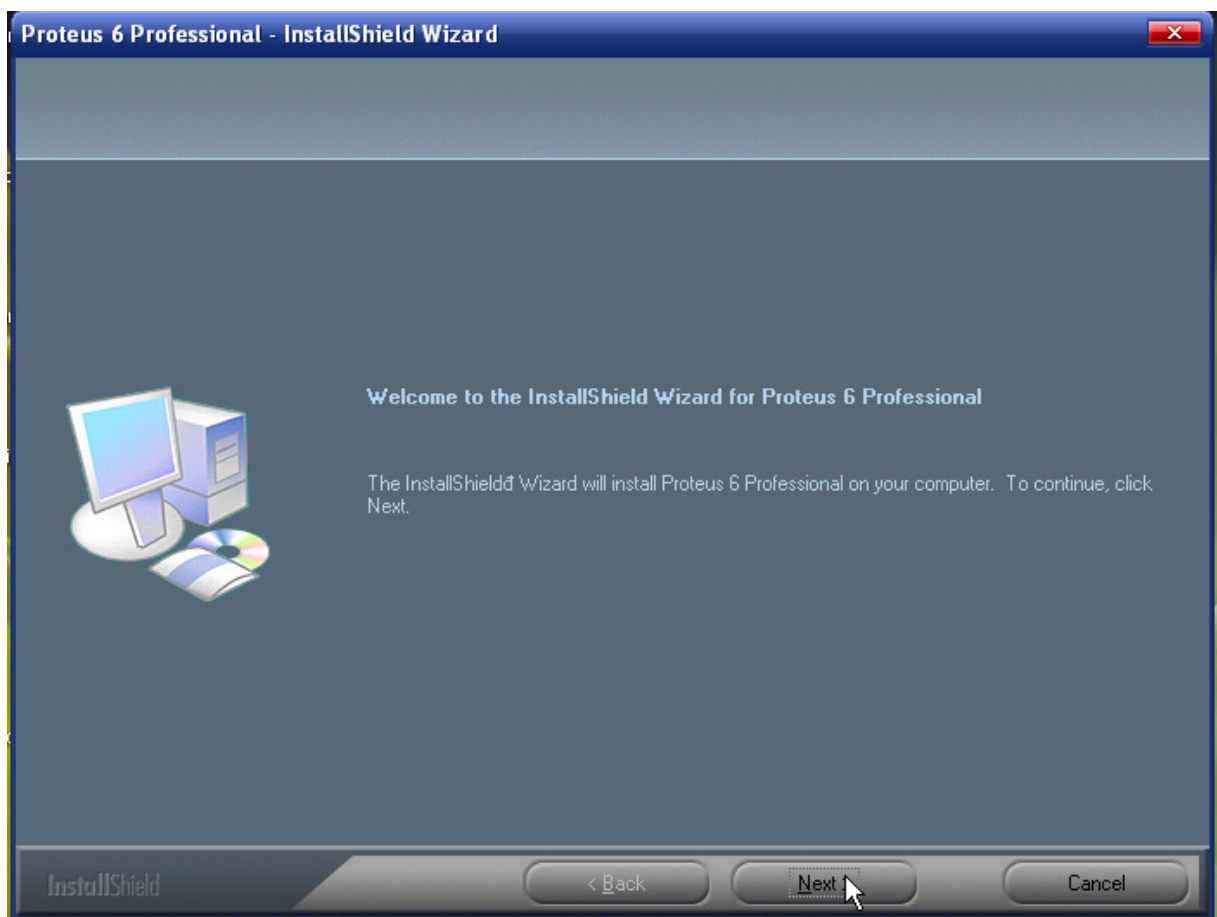 Proteus 6 Professional - InstallShield Wizard
Welcome to the InstallShield Wizard for Proteus 6 Professional
The InstallShieldđ Wizard will install Proteus 6 Professional on your computer. To continue, click
Next.
InstallShield
< Back
Next
Cancel